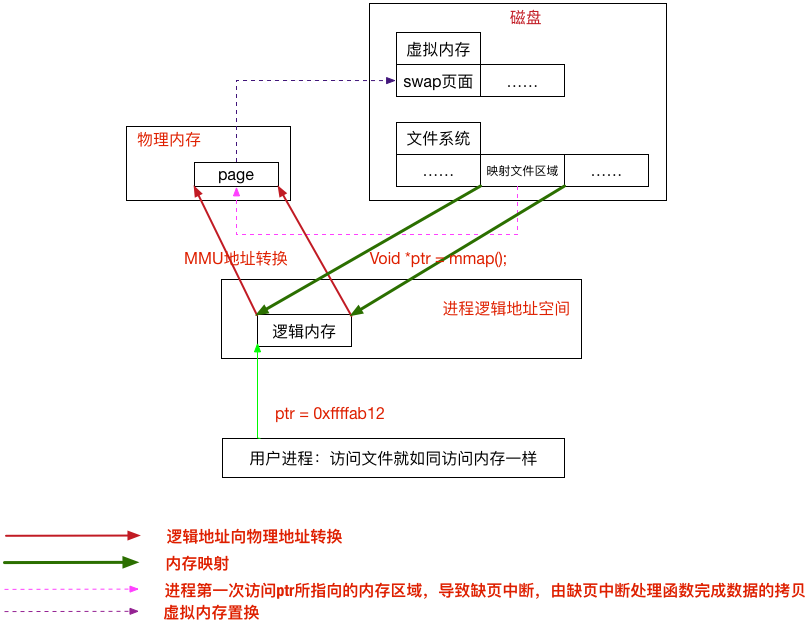 磁盘
虚拟内存
swap页面
……
文件系统
……
映射文件区域
……
物理内存
page
MMU地址转换
Void *ptr = mmap();
进程逻辑地址空间
逻辑内存
ptr = 0xffffab12
用户进程：访问文件就如同访问内存一样
逻辑地址向物理地址转换
内存映射
进程第一次访问ptr所指向的内存区域，导致缺页中断，由缺页中断处理函数完成数据的拷贝
虚拟内存置换